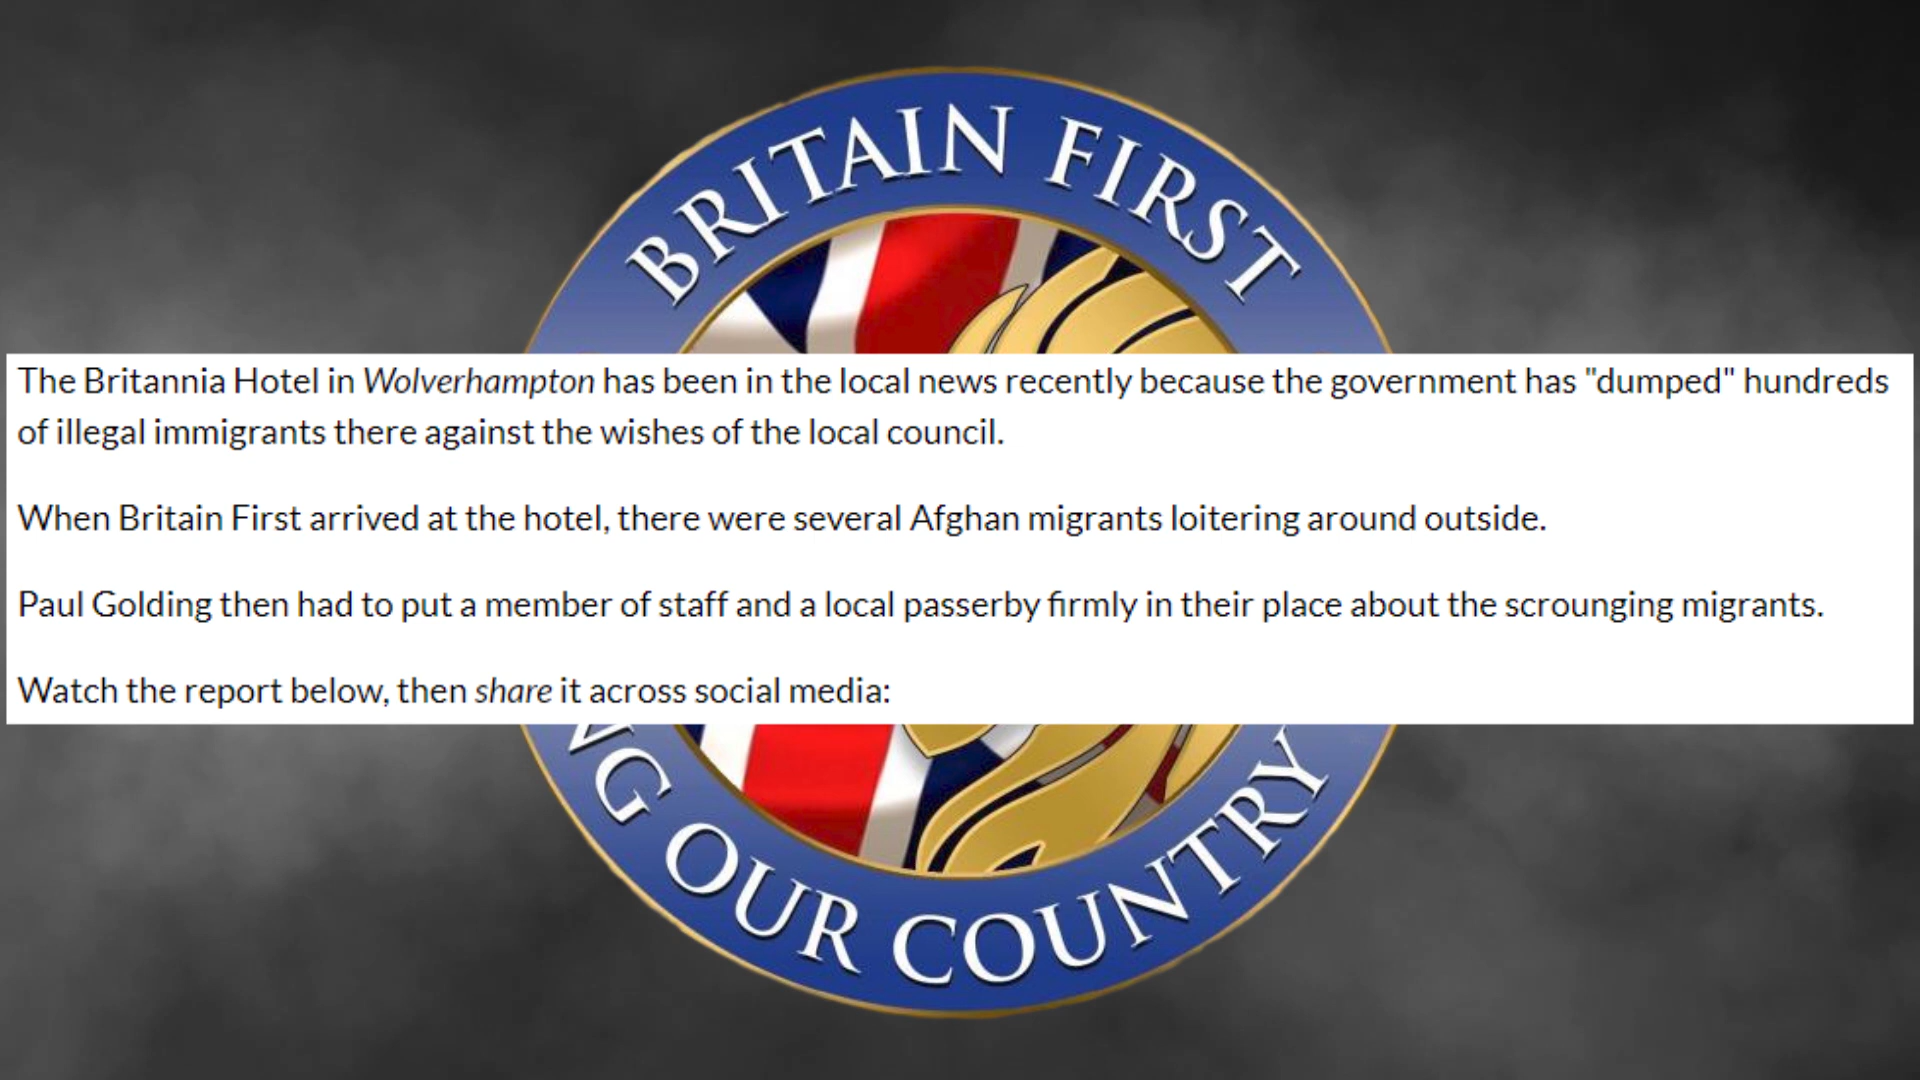 BRITAIN FIRST
The Britannia Hotel in Wolverhampton has been in the local news recently because the government has "dumped" hundreds
of illegal immigrants there against the wishes of the local council.
When Britain First arrived at the hotel, there were several Afghan migrants loitering around outside.
Paul Golding then had to put a member of staff and a local passerby firmly in their place about the scrounging migrants.
Watch the report below, then share it across social media:
OUR COUNTRY